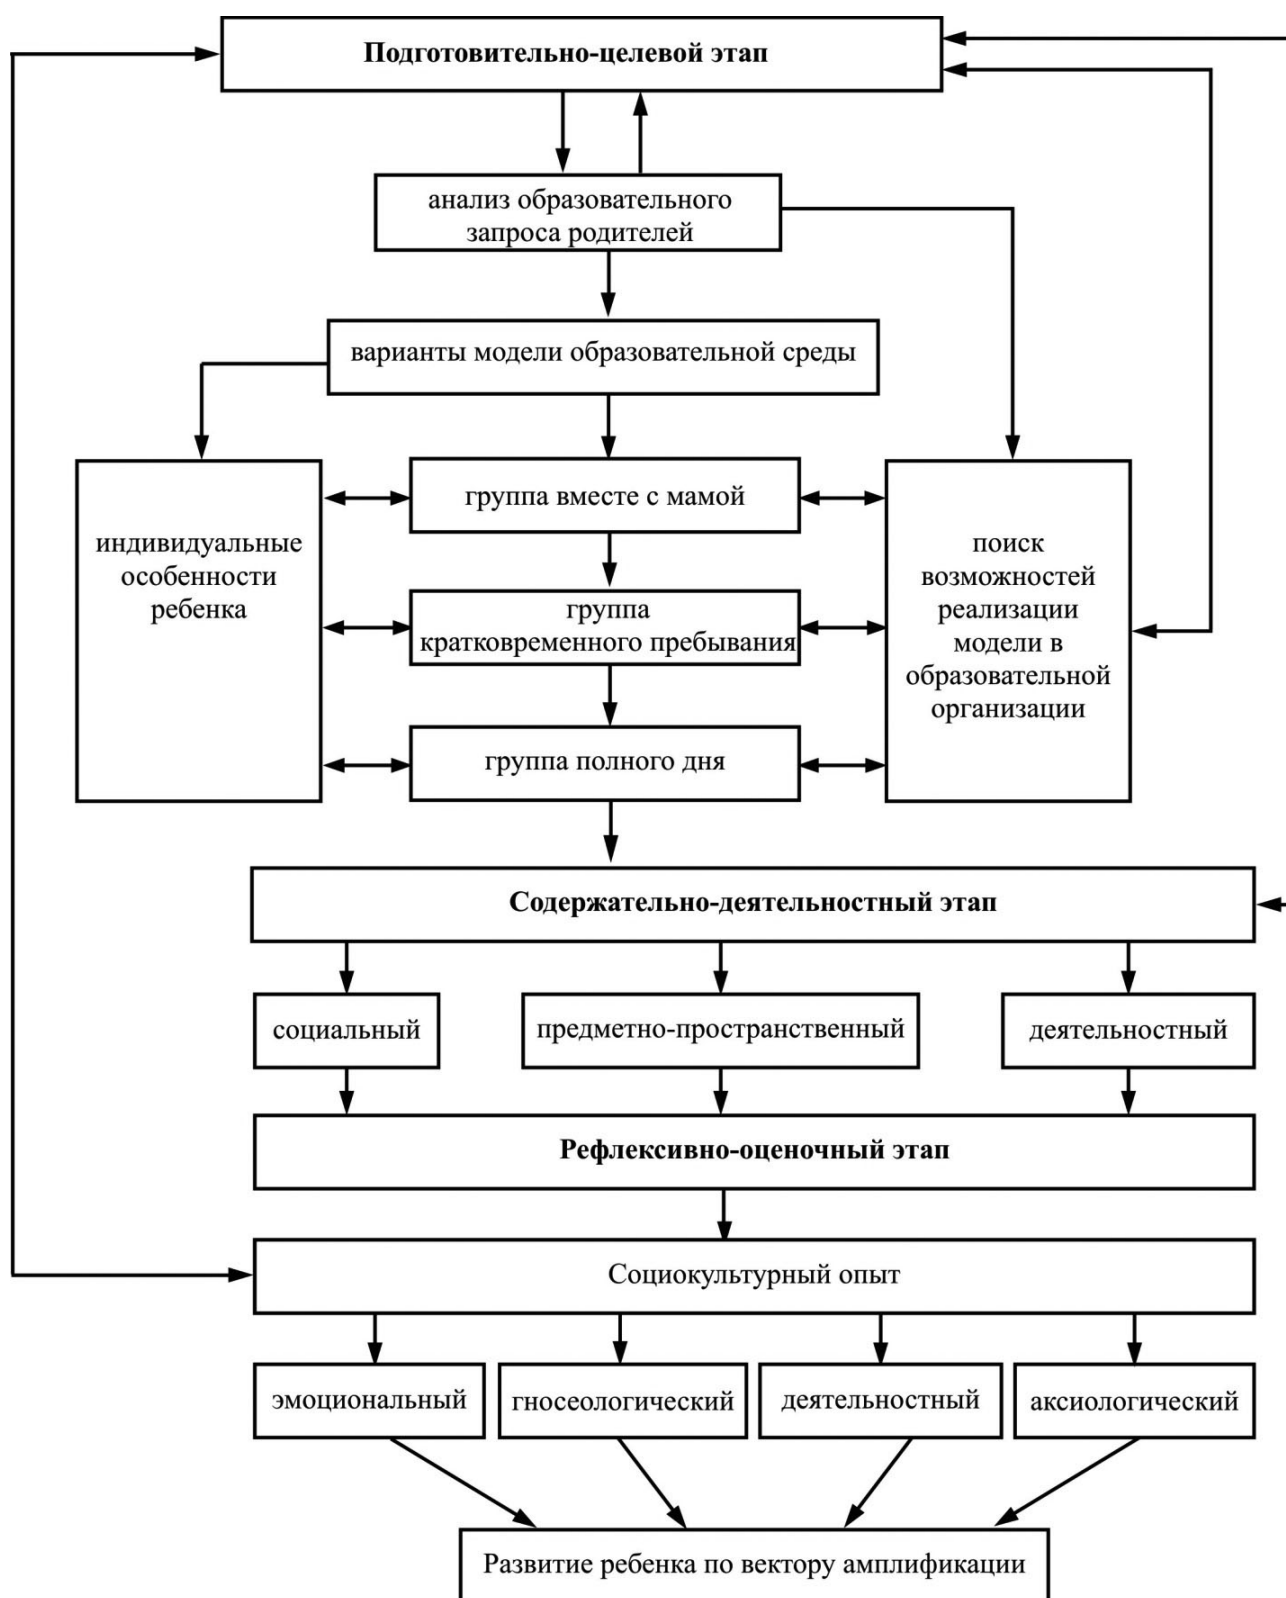 Подготовительно-целевой этап
анализ образовательного
запроса родителей
варианты модели образовательной среды
индивидуальные
особенности
ребенка
группа вместе с мамой
группа
кратковременного пребывания
группа полного дня
поиск
возможностей
реализации
модели в
образовательной
организации
Содержательно-деятельностный этап
социальный
предметно-пространственный
деятельностный
Рефлексивно-оценочный этап
Социокультурный опыт
эмоциональный
гносеологический
деятельностный
аксиологический
Развитие ребенка по вектору амплификации